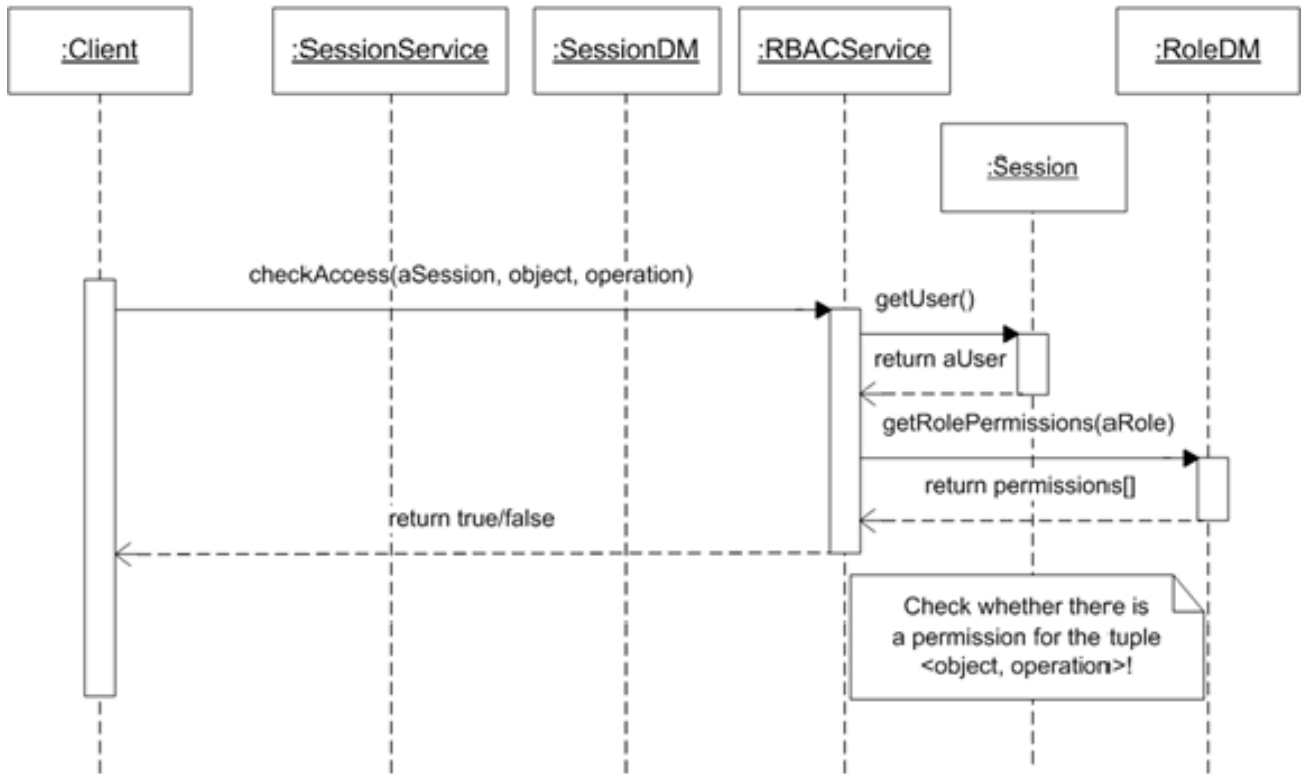 :Client
:SessionService
:SessionDM
:RBACService
:RoleDM
:Session
checkAccess(aSession, object, operation)
getUser()
return aUser
getRolePermissions(aRole)
return permissions[]
return true/false
Check whether there is
a permission for the tuple
<object, operation>!